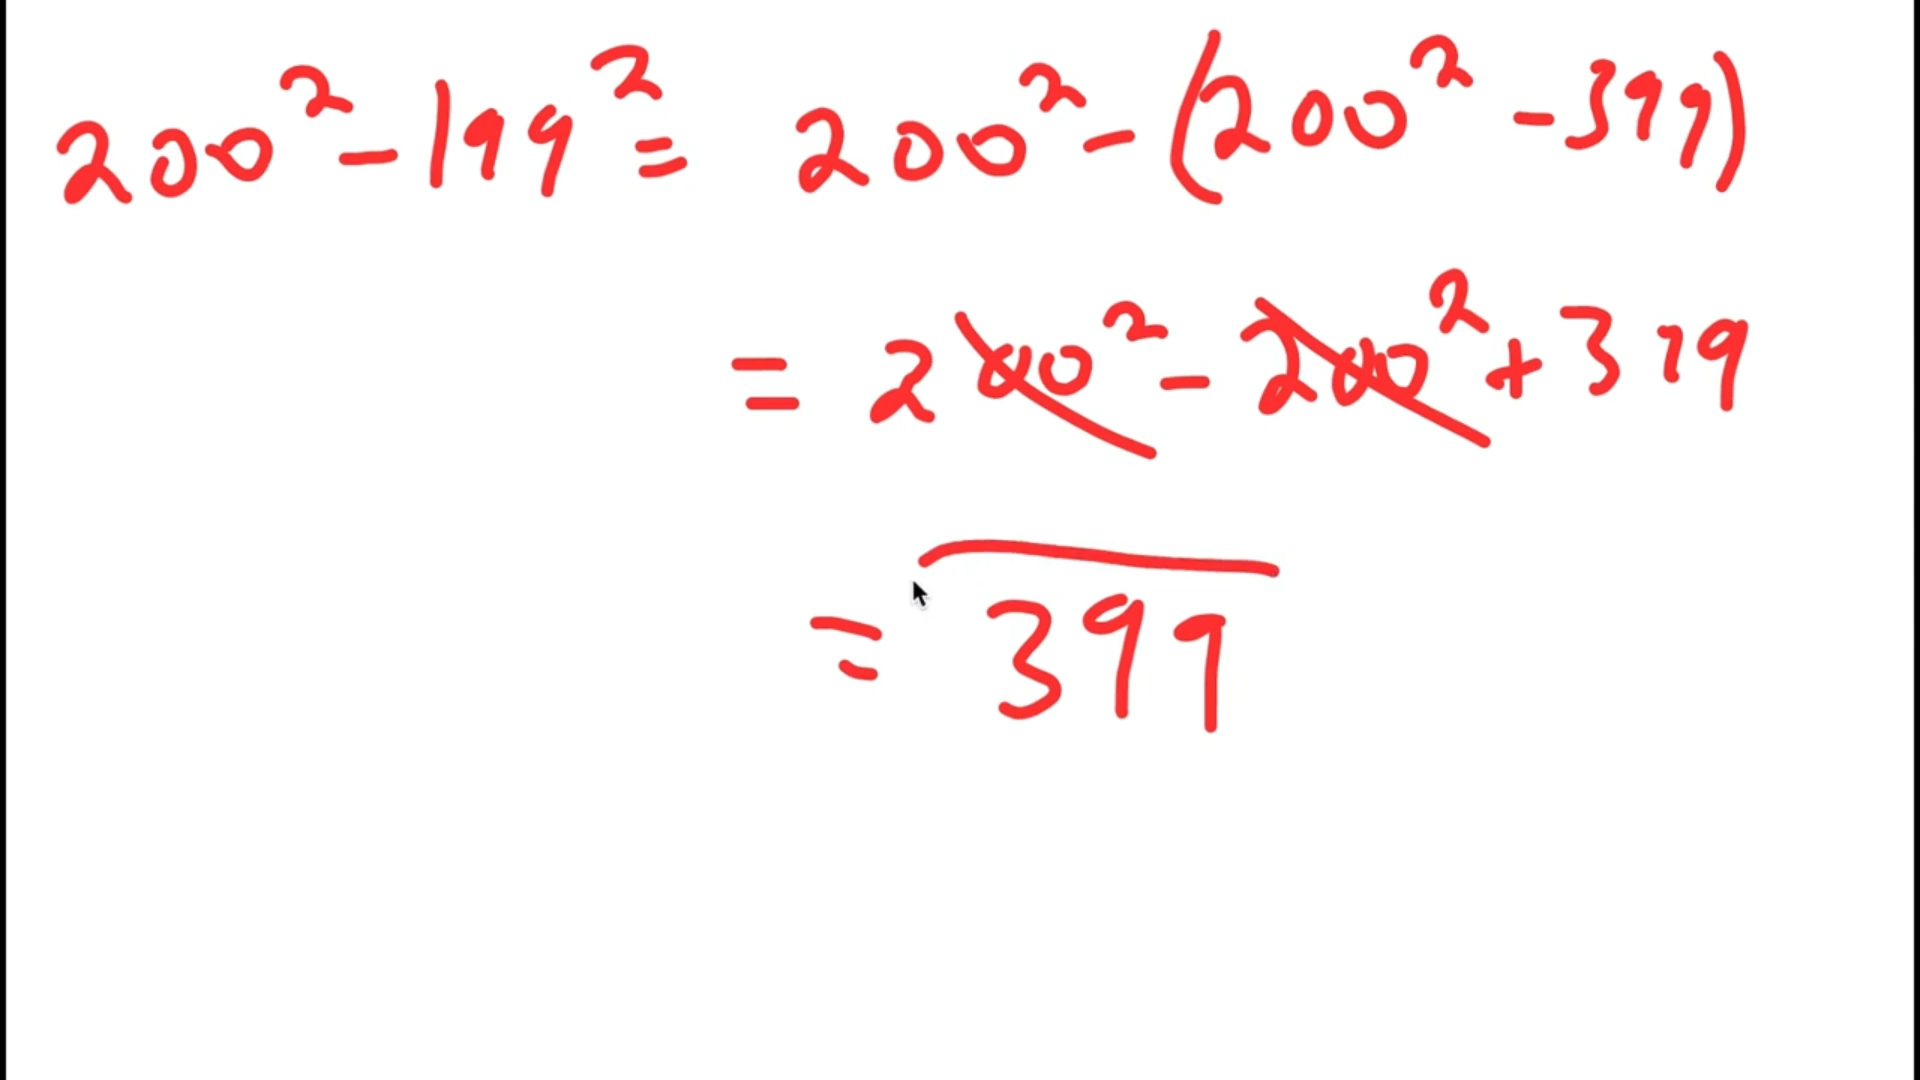 200² - 199² = 200² - (200² - 399)
= 200² - 200² + 399
= 399